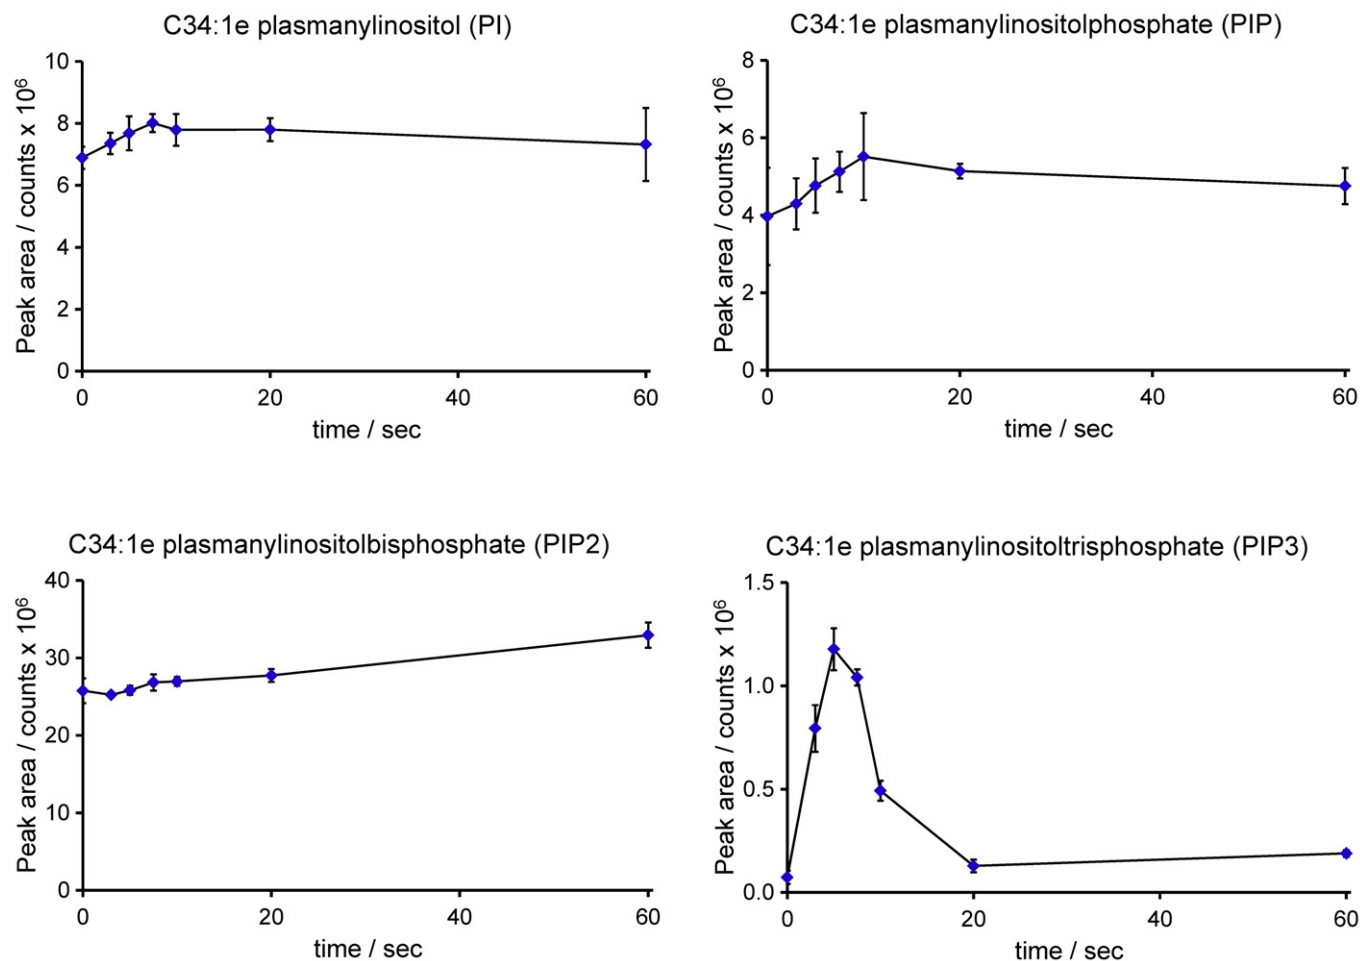 C34:1e plasmanylinositol (PI)
Peak area / counts x 10⁶
10
8
6
4
2
0
0 20 40 60
time / sec
C34:1e plasmanylinositolphosphate (PIP)
Peak area / counts x 10⁶
8
6
4
2
0
0 20 40 60
time / sec
C34:1e plasmanylinositolbisphosphate (PIP2)
Peak area / counts x 10⁶
40
30
20
10
0
0 20 40 60
time / sec
C34:1e plasmanylinositoltrisphosphate (PIP3)
Peak area / counts x 10⁶
1.5
1.0
0.5
0.0
0 20 40 60
time / sec